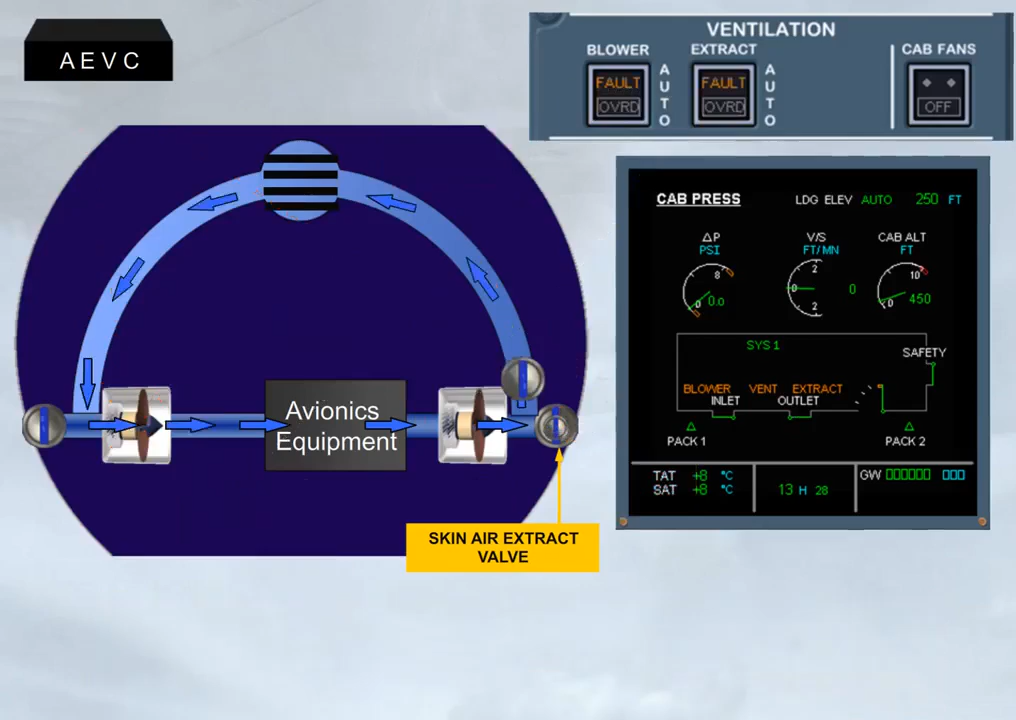 AEVC
VENTILATION
BLOWER EXTRACT CAB FANS
FAULT AUTO FAULT AUTO
OVRD OVRD OFF
CAB PRESS LDG ELEV AUTO 250 FT
ΔP V/S CAB ALT
PSI FT/MN FT
8 2 10
0 0.0 0 0 0 450
2
SYS 1
SAFETY
BLOWER VENT EXTRACT
INLET OUTLET
PACK 1 PACK 2
TAT +8 °C GW
SAT +8 °C 13 H 28
Avionics
Equipment
SKIN AIR EXTRACT
VALVE